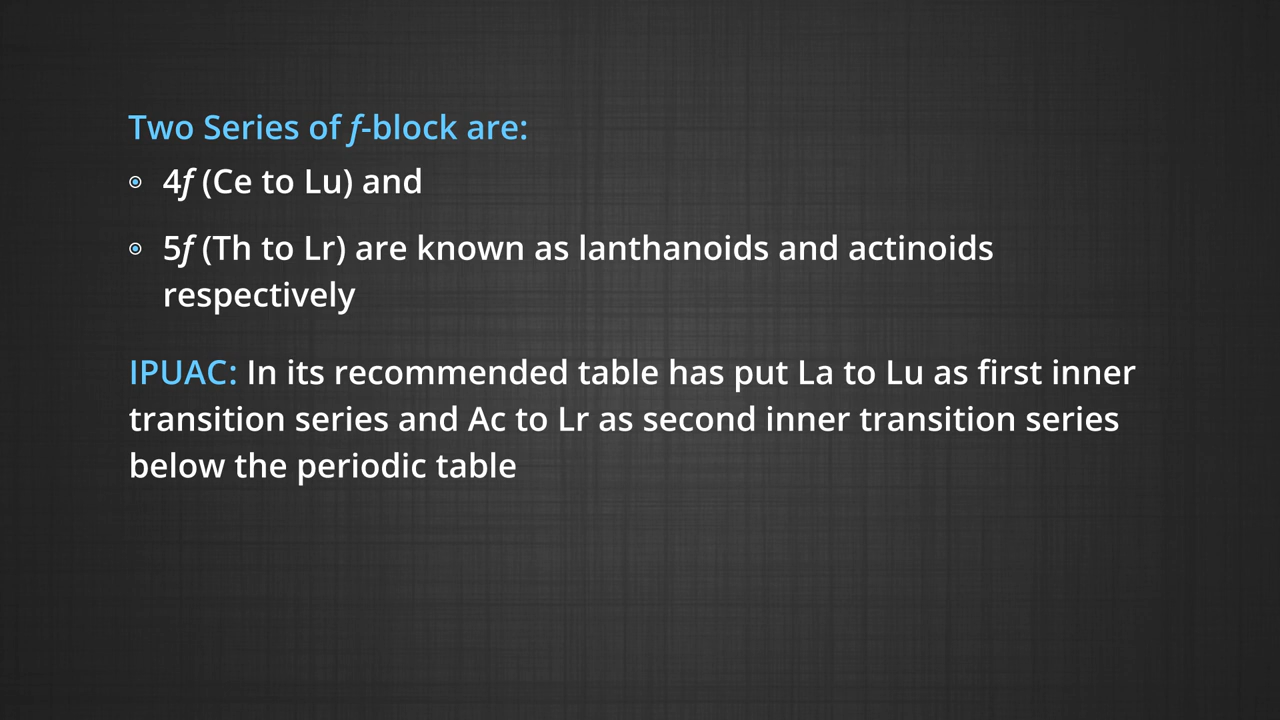 Two Series of f-block are:
4f (Ce to Lu) and
5f (Th to Lr) are known as lanthanoids and actinoids
respectively
IPUAC: In its recommended table has put La to Lu as first inner
transition series and Ac to Lr as second inner transition series
below the periodic table